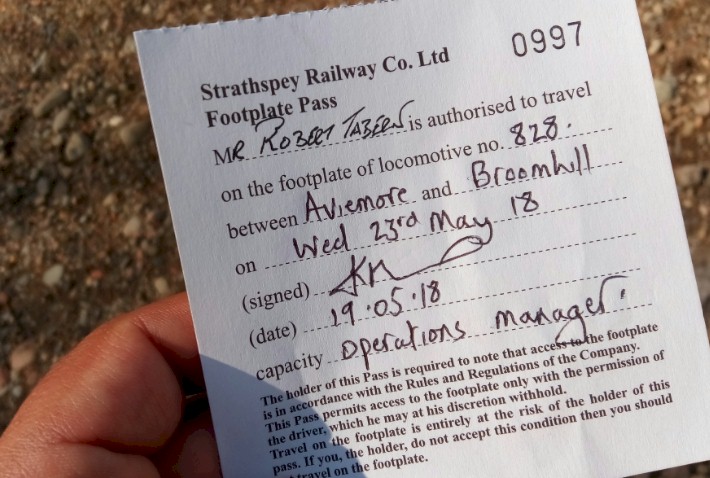 0997
Strathspey Railway Co. Ltd
Footplate Pass
MR ROBERT TABERN is authorised to travel
on the footplate of locomotive no. 828.
between Aviemore and Broomhill
on Wed 23rd May 18
(signed)
(date) 19.05.18
capacity Operations manager.
The holder of this Pass is required to note that access to the footplate
is in accordance with the Rules and Regulations of the Company.
This Pass permits access to the footplate only with the permission of
the driver, which he may at his discretion withhold.
Travel on the footplate is entirely at the risk of the holder of this
pass. If you, the holder, do not accept this condition then you should
travel on the footplate.